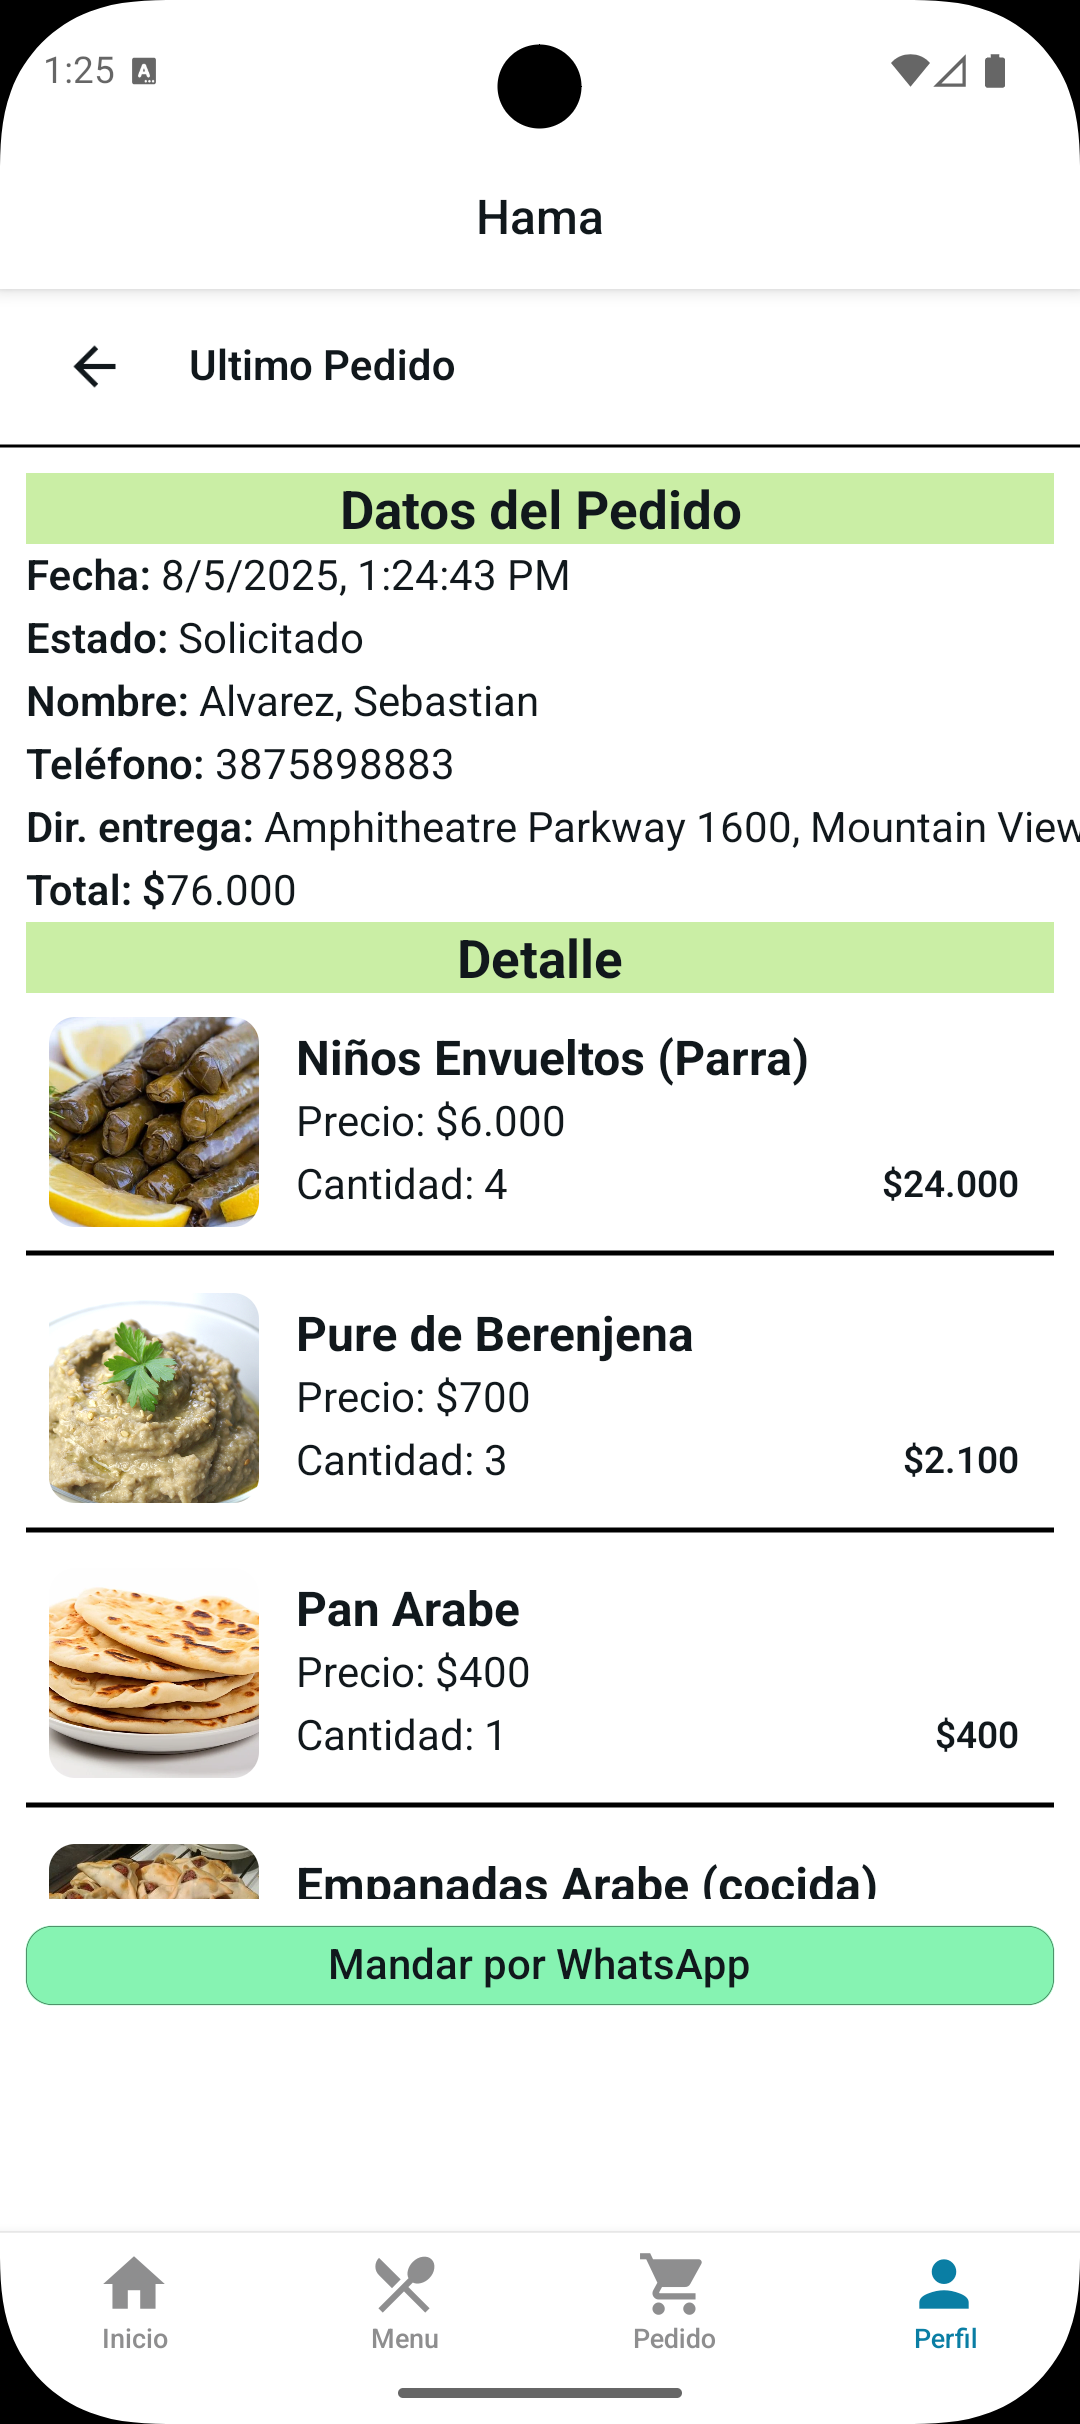 1:25
Hama
Ultimo Pedido
Datos del Pedido
Fecha: 8/5/2025, 1:24:43 PM
Estado: Solicitado
Nombre: Alvarez, Sebastian
Teléfono: 3875898883
Dir. entrega: Amphitheatre Parkway 1600, Mountain View
Total: $76.000
Detalle
Niños Envueltos (Parra)
Precio: $6.000
Cantidad: 4 $24.000
Pure de Berenjena
Precio: $700
Cantidad: 3 $2.100
Pan Arabe
Precio: $400
Cantidad: 1 $400
Empanadas Arabe (cocida)
Mandar por WhatsApp
Inicio Menu Pedido Perfil